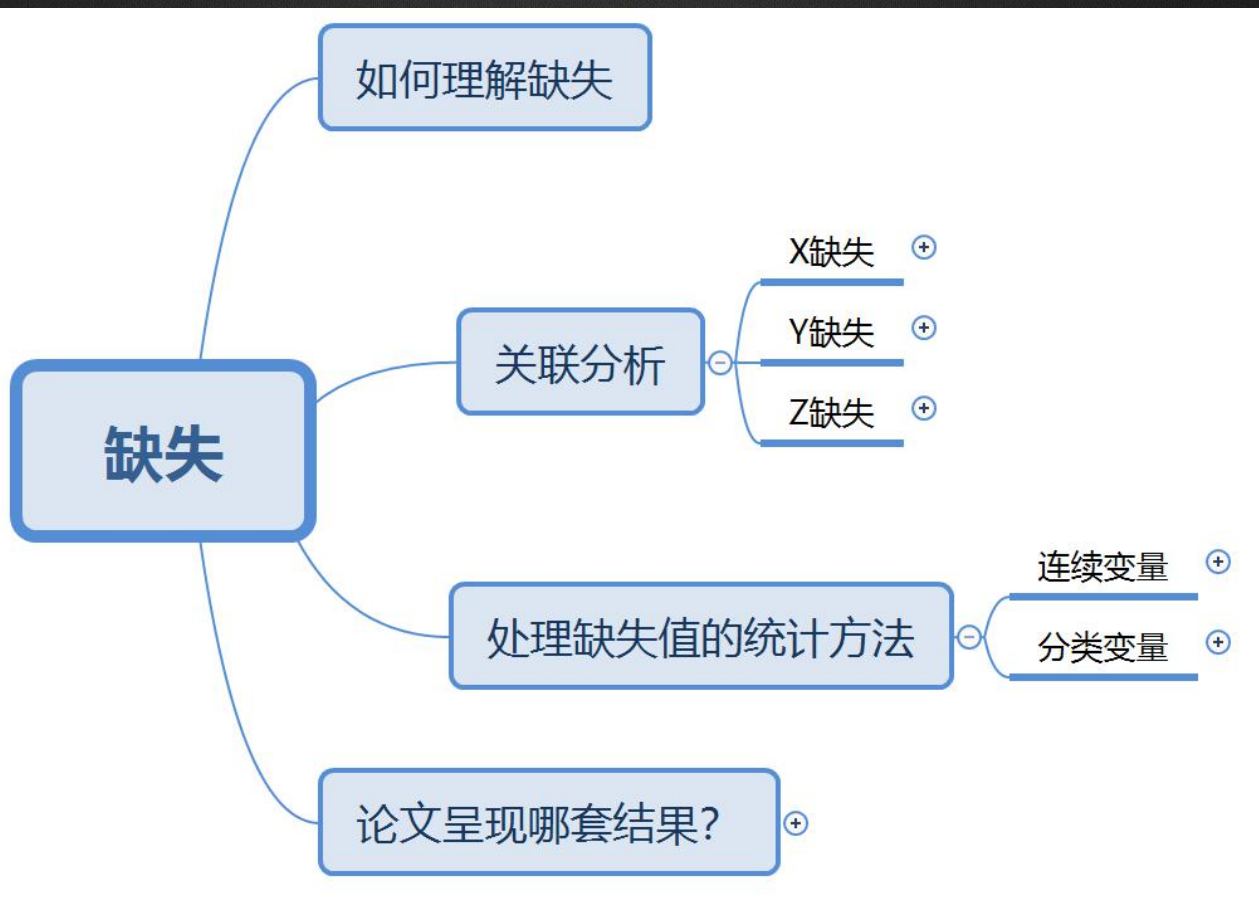 如何理解缺失
X缺失
Y缺失
关联分析
Z缺失
缺失
连续变量
处理缺失值的统计方法
分类变量
论文呈现哪套结果？